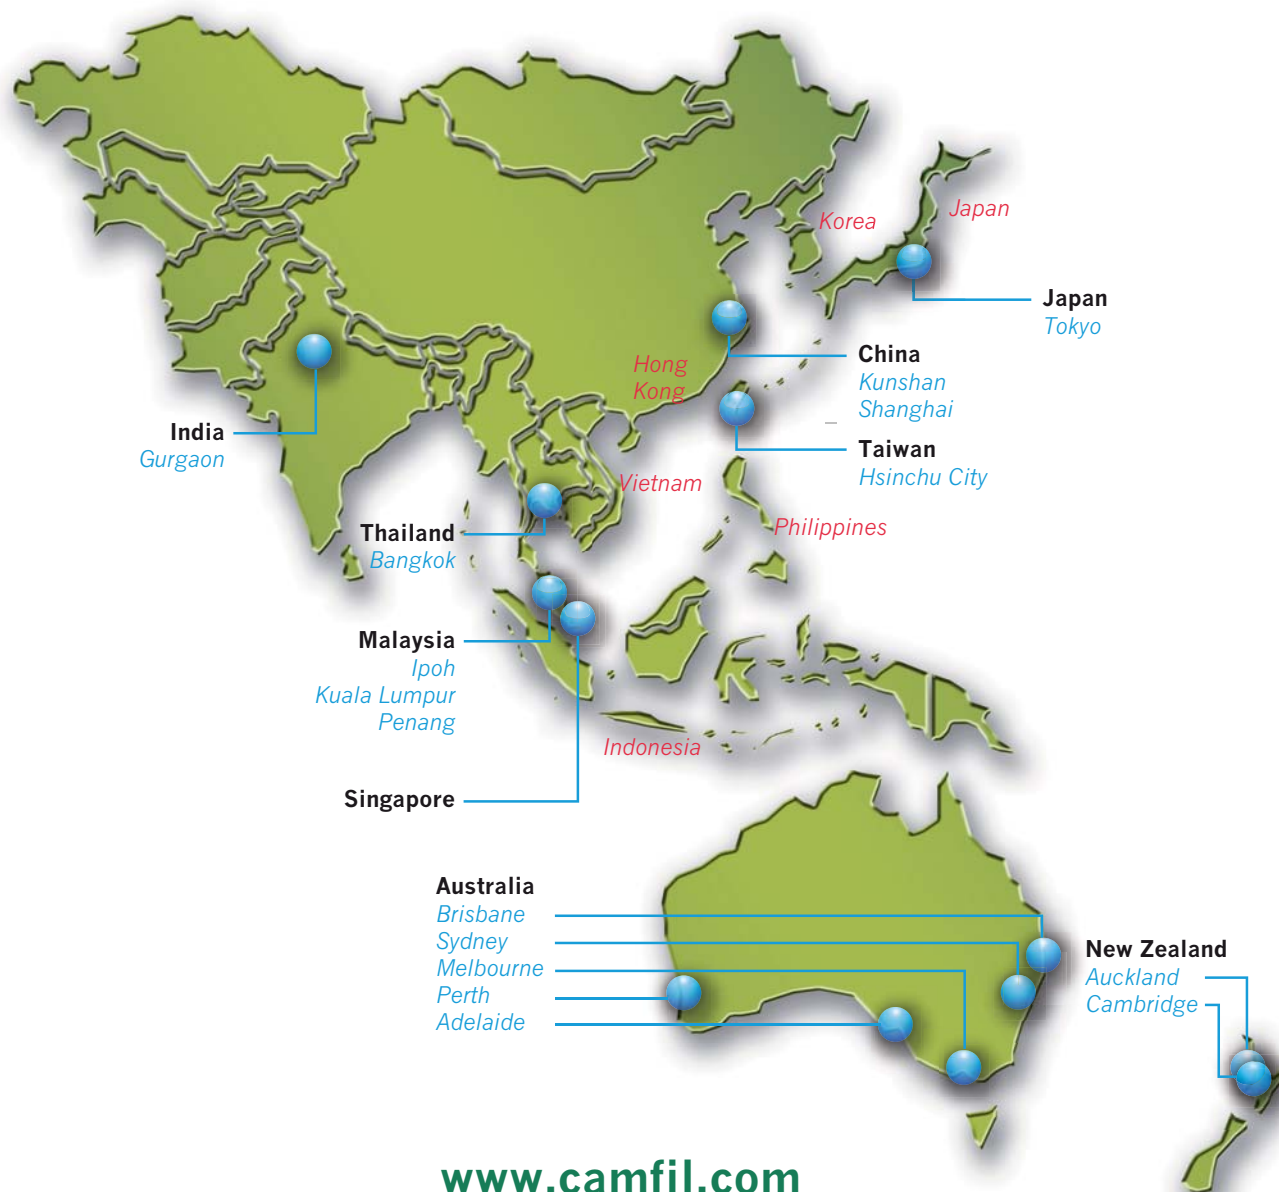 Korea
Japan
Japan
Tokyo
China
Kunshan
Shanghai
Hong
Kong
India
Gurgaon
Taiwan
Hsinchu City
Vietnam
Philippines
Thailand
Bangkok
Malaysia
Ipoh
Kuala Lumpur
Penang
Indonesia
Singapore
Australia
Brisbane
Sydney
Melbourne
Perth
Adelaide
New Zealand
Auckland
Cambridge
www.camfil.com